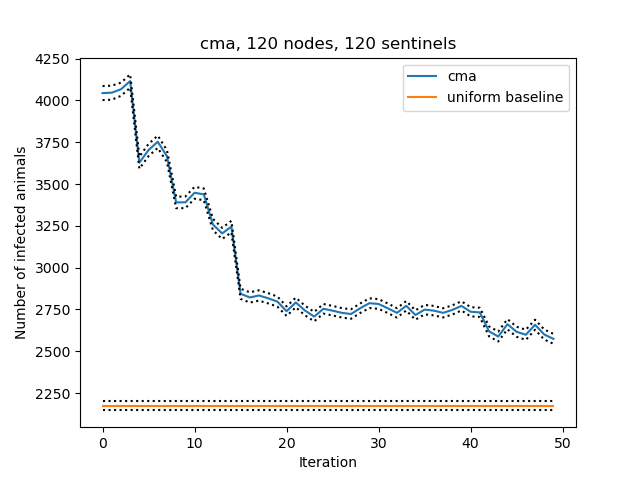 cma, 120 nodes, 120 sentinels
cma
uniform baseline
Number of infected animals
4250
4000
3750
3500
3250
3000
2750
2500
2250
0 10 20 30 40 50
Iteration